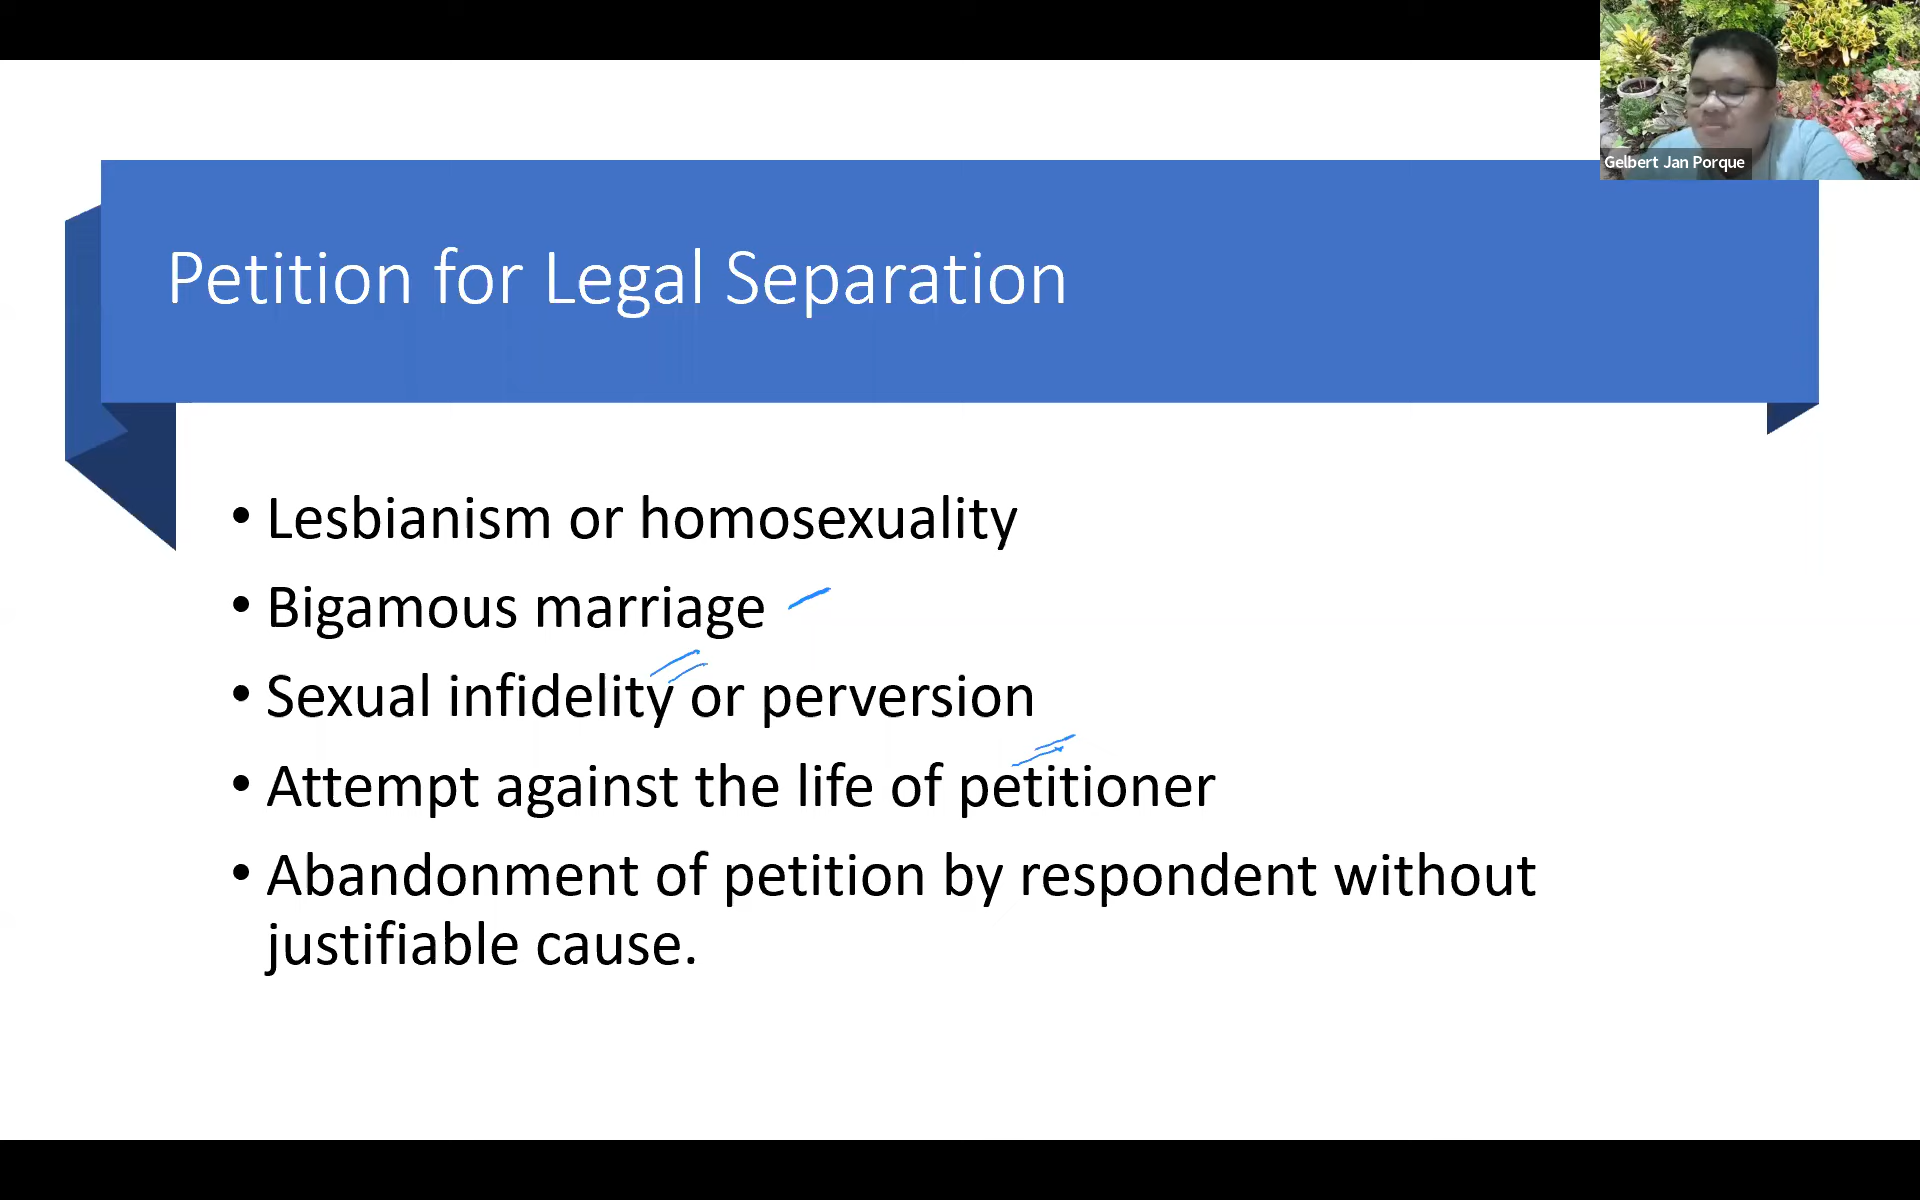 Gelbert Jan Porque
Petition for Legal Separation
• Lesbianism or homosexuality
• Bigamous marriage
• Sexual infidelity or perversion
• Attempt against the life of petitioner
• Abandonment of petition by respondent without
justifiable cause.